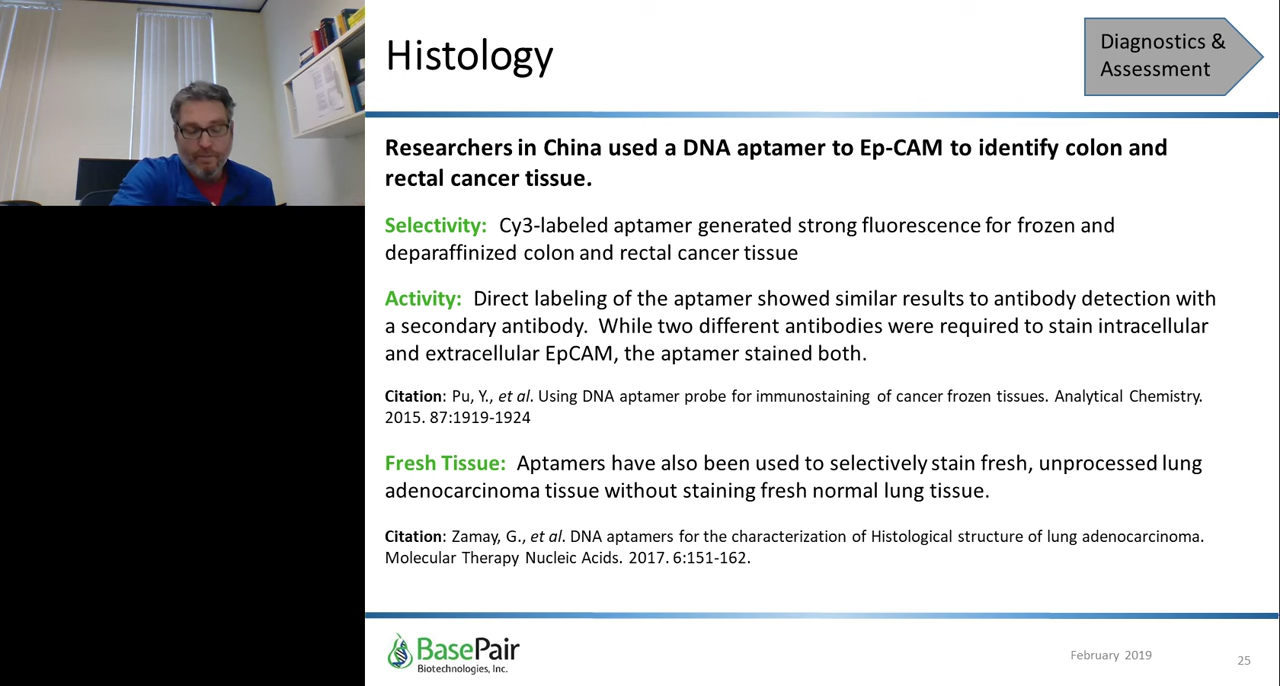 Histology
Diagnostics &
Assessment
Researchers in China used a DNA aptamer to Ep-CAM to identify colon and
rectal cancer tissue.
Selectivity: Cy3-labeled aptamer generated strong fluorescence for frozen and
deparaffinized colon and rectal cancer tissue
Activity: Direct labeling of the aptamer showed similar results to antibody detection with
a secondary antibody. While two different antibodies were required to stain intracellular
and extracellular EpCAM, the aptamer stained both.
Citation: Pu, Y., et al. Using DNA aptamer probe for immunostaining of cancer frozen tissues. Analytical Chemistry.
2015. 87:1919-1924
Fresh Tissue: Aptamers have also been used to selectively stain fresh, unprocessed lung
adenocarcinoma tissue without staining fresh normal lung tissue.
Citation: Zamay, G., et al. DNA aptamers for the characterization of Histological structure of lung adenocarcinoma.
Molecular Therapy Nucleic Acids. 2017. 6:151-162.
BasePair
Biotechnologies, Inc.
February 2019
25